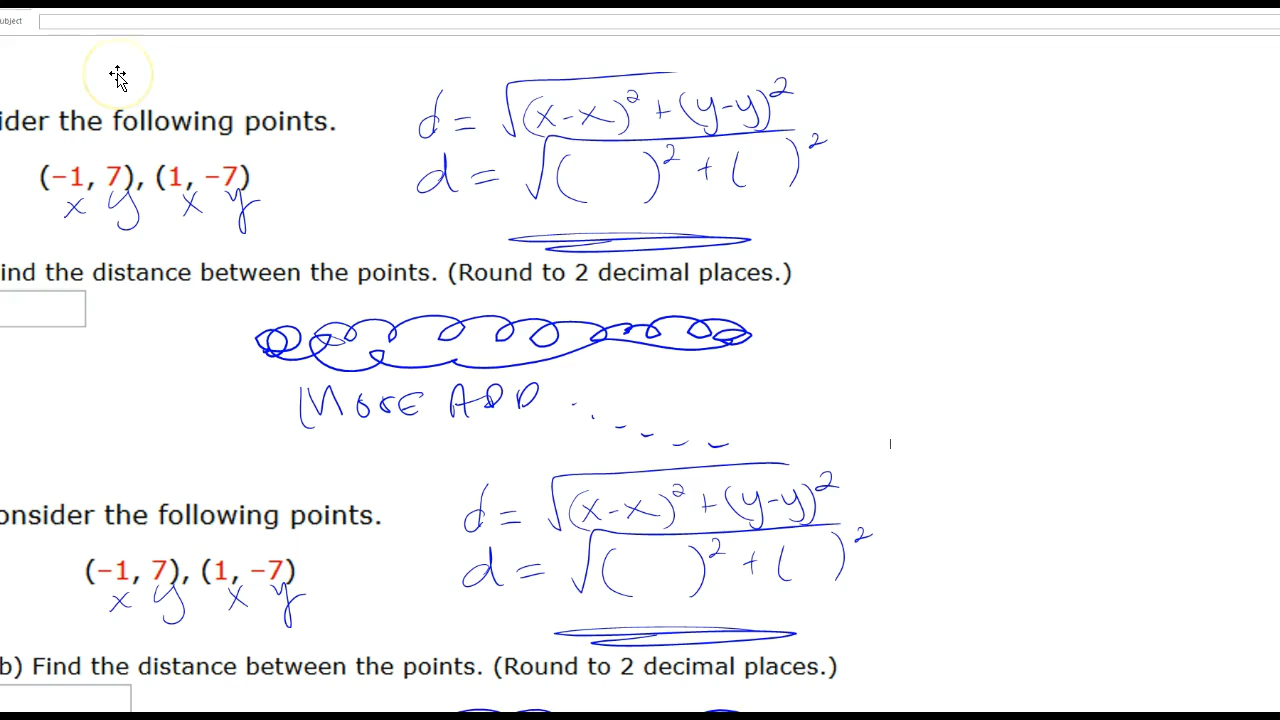 ubject
ider the following points.
d = √(x-x)² + (y-y)²
(−1, 7), (1, −7)
x y x y
d = √( )² + ( )²
ind the distance between the points. (Round to 2 decimal places.)
MORE ADD
onsider the following points.
d = √(x-x)² + (y-y)²
(−1, 7), (1, −7)
x y x y
d = √( )² + ( )²
b) Find the distance between the points. (Round to 2 decimal places.)